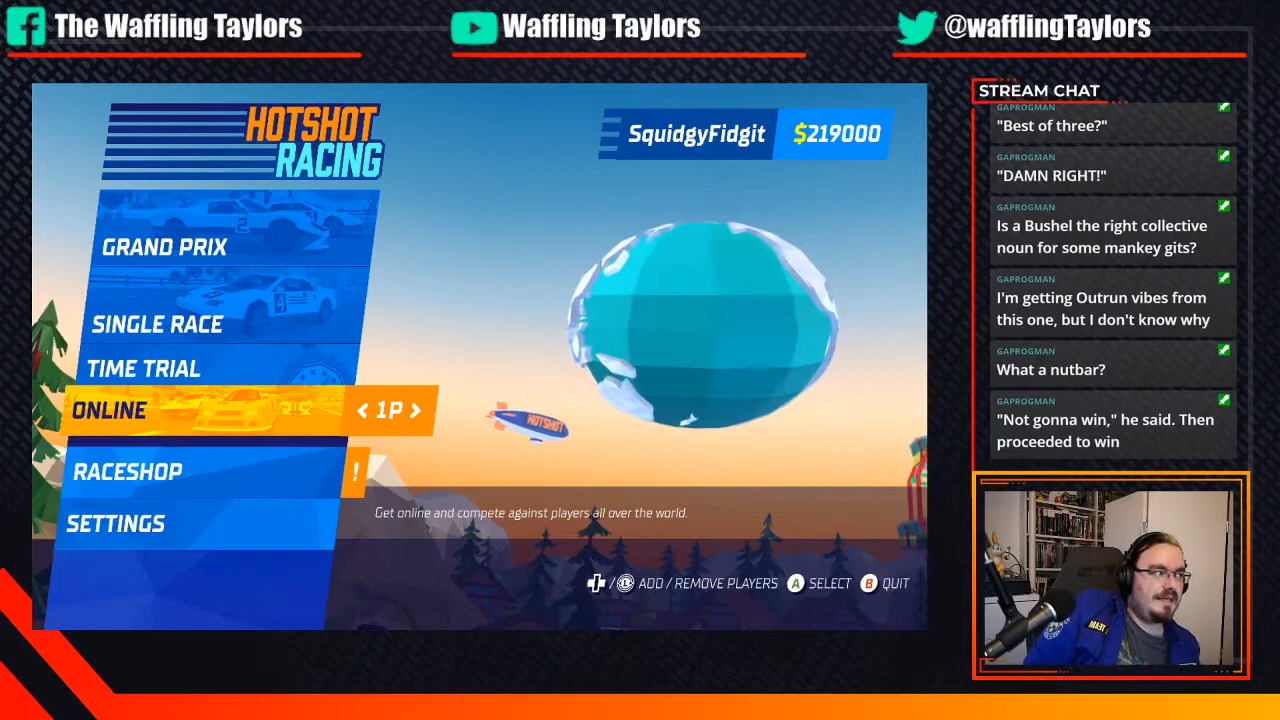 The Waffling Taylors
Waffling Taylors
@wafflingTaylors
HOTSHOT
RACING
SquidgyFidgit
$219000
GRAND PRIX
2
SINGLE RACE
4
TIME TRIAL
ONLINE
< 1P >
RACESHOP
!
SETTINGS
HOTSHOT
Get online and compete against players all over the world.
/ L ADD / REMOVE PLAYERS A SELECT B QUIT
STREAM CHAT
GAPROGMAN
"Best of three?"
GAPROGMAN
"DAMN RIGHT!"
GAPROGMAN
Is a Bushel the right collective
noun for some mankey gits?
GAPROGMAN
I'm getting Outrun vibes from
this one, but I don't know why
GAPROGMAN
What a nutbar?
GAPROGMAN
"Not gonna win," he said. Then
proceeded to win
TEAM